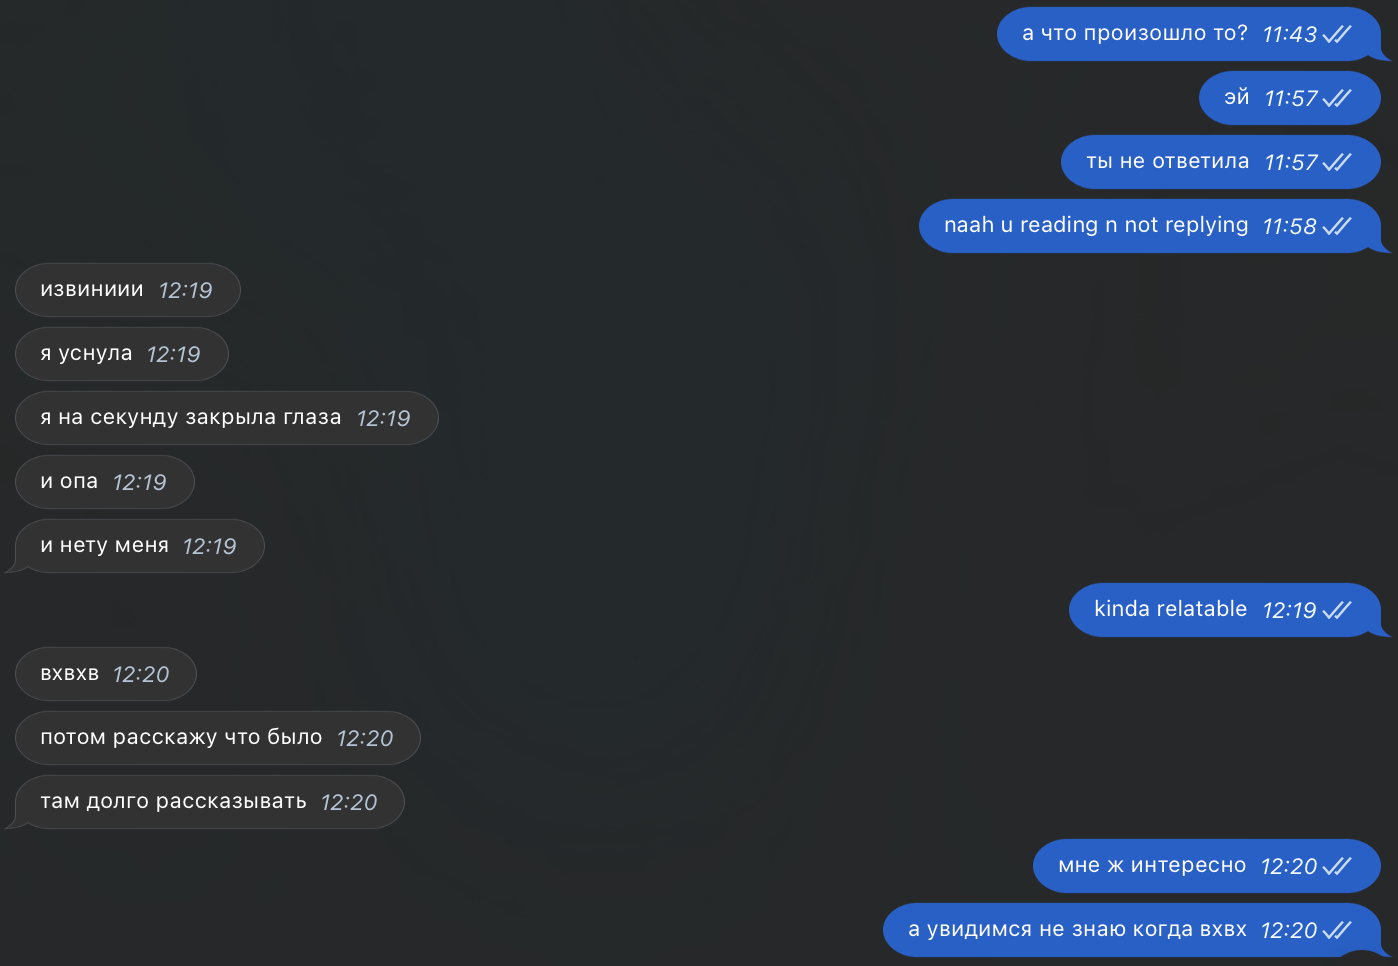 а что произошло то? 11:43
эй 11:57
ты не ответила 11:57
naah u reading n not replying 11:58
извиниии 12:19
я уснула 12:19
я на секунду закрыла глаза 12:19
и опа 12:19
и нету меня 12:19
kinda relatable 12:19
вхвхв 12:20
потом расскажу что было 12:20
там долго рассказывать 12:20
мне ж интересно 12:20
а увидимся не знаю когда вхвх 12:20